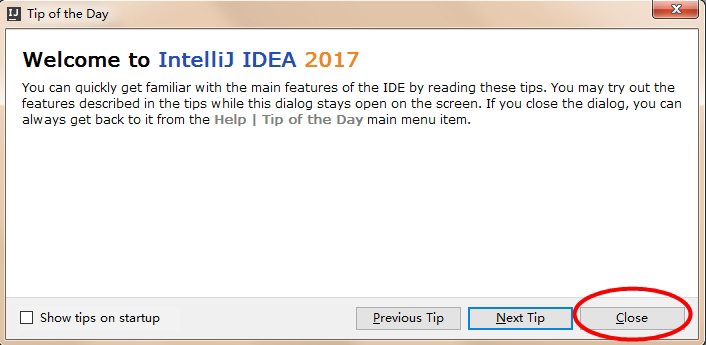 IJ Tip of the Day
X
Welcome to IntelliJ IDEA 2017
You can quickly get familiar with the main features of the IDE by reading these tips. You may try out the
features described in the tips while this dialog stays open on the screen. If you close the dialog, you can
always get back to it from the Help | Tip of the Day main menu item.
Show tips on startup
Previous Tip
Next Tip
Close